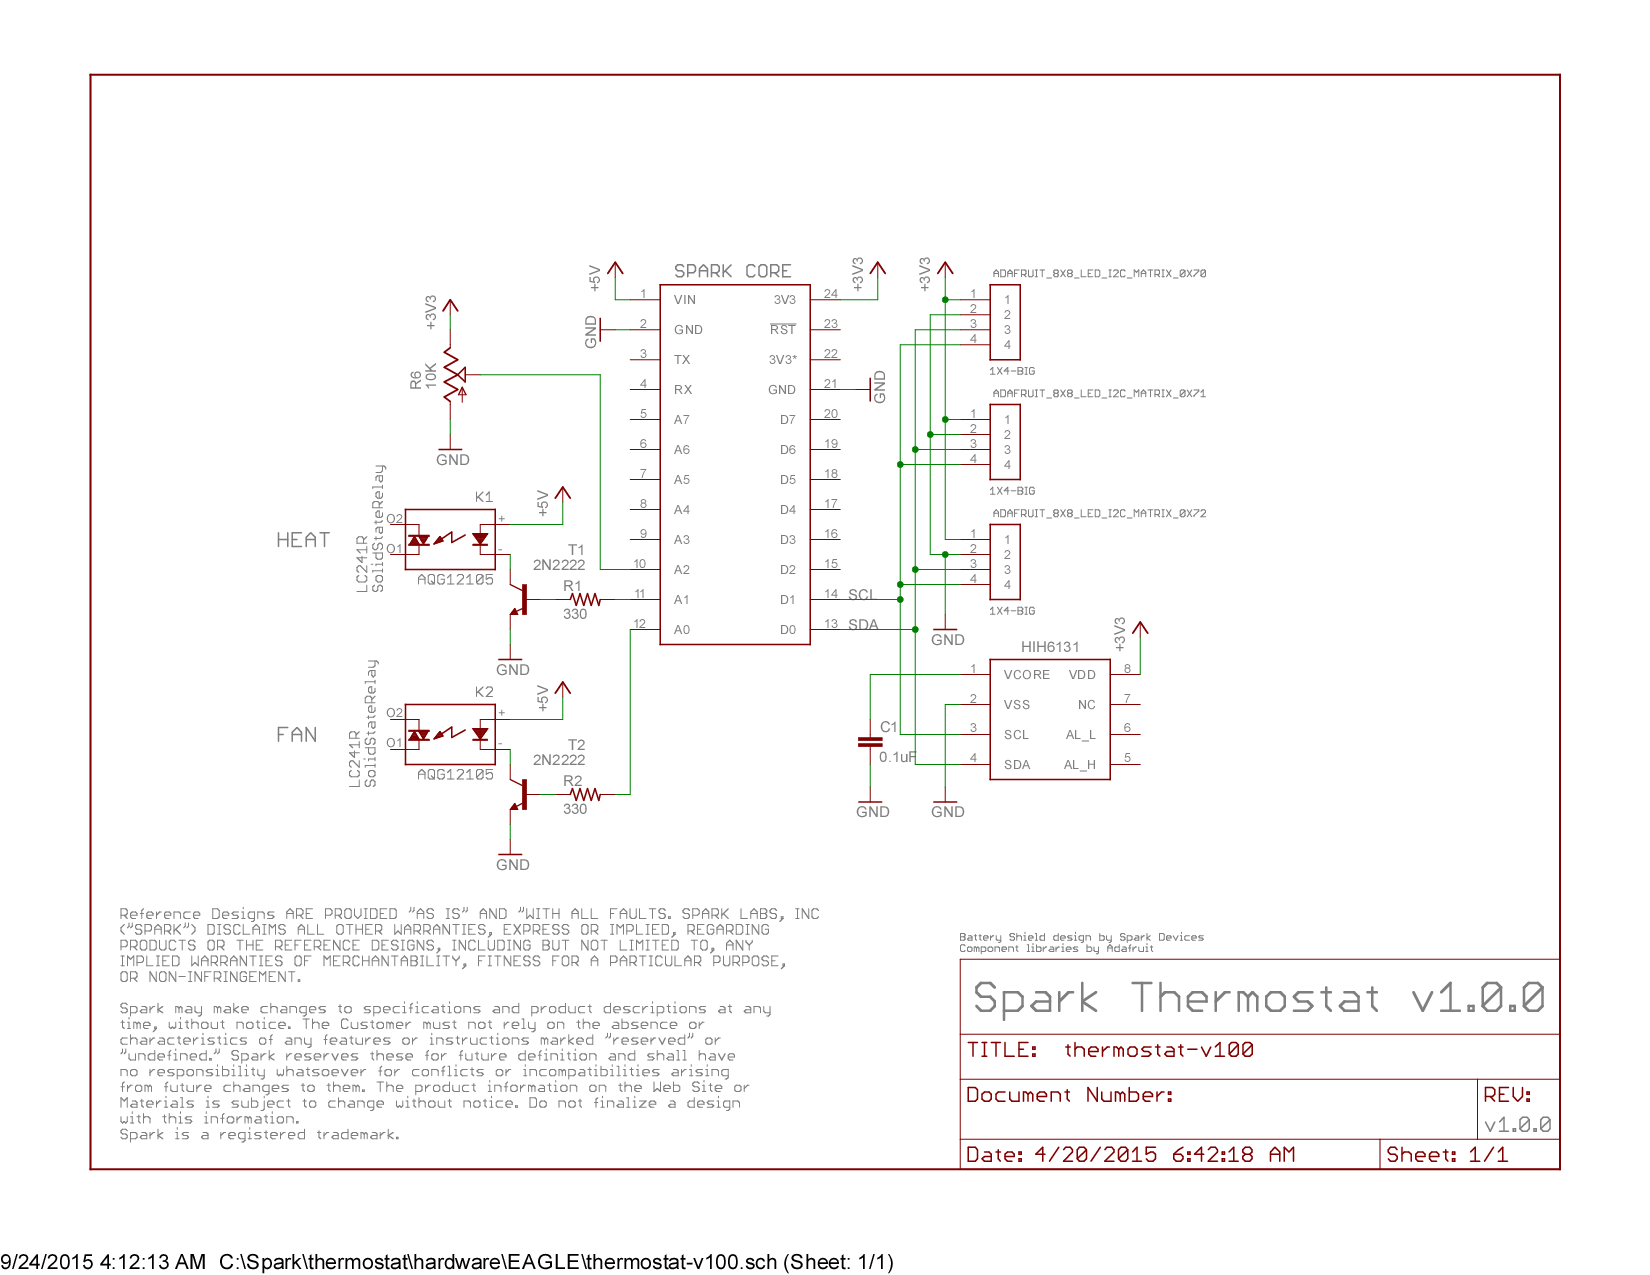 +5V
SPARK CORE
+3V3
+3V3
ADAFRUIT_8X8_LED_I2C_MATRIX_0X70
1 VIN
3V3 24
2 GND
RST 23
GND
3 TX
3V3* 22
4 RX
GND 21
GND
5 A7
D7 20
6 A6
D6 19
7 A5
D5 18
8 A4
D4 17
9 A3
D3 16
10 A2
D2 15
11 A1
D1 14 SCL
12 A0
D0 13 SDA
1 1
2 2
3 3
4 4
1X4-BIG
ADAFRUIT_8X8_LED_I2C_MATRIX_0X71
1 1
2 2
3 3
4 4
1X4-BIG
ADAFRUIT_8X8_LED_I2C_MATRIX_0X72
1 1
2 2
3 3
4 4
1X4-BIG
GND
+3V3
R6
10K
GND
HEAT
LC241R
SolidStateRelay
K1
O2
O1
+
-
AQG12105
+5V
T1
2N2222
R1
330
GND
FAN
LC241R
SolidStateRelay
K2
O2
O1
+
-
AQG12105
+5V
T2
2N2222
R2
330
GND
HIH6131
+3V3
1 VCORE VDD 8
2 VSS NC 7
3 SCL AL_L 6
4 SDA AL_H 5
C1
0.1uF
GND
GND
Reference Designs ARE PROVIDED "AS IS" AND "WITH ALL FAULTS. SPARK LABS, INC
("SPARK") DISCLAIMS ALL OTHER WARRANTIES, EXPRESS OR IMPLIED, REGARDING
PRODUCTS OR THE REFERENCE DESIGNS, INCLUDING BUT NOT LIMITED TO, ANY
IMPLIED WARRANTIES OF MERCHANTABILITY, FITNESS FOR A PARTICULAR PURPOSE,
OR NON-INFRINGEMENT.
Spark may make changes to specifications and product descriptions at any
time, without notice. The Customer must not rely on the absence or
characteristics of any features or instructions marked "reserved" or
"undefined." Spark reserves these for future definition and shall have
no responsibility whatsoever for conflicts or incompatibilities arising
from future changes to them. The product information on the Web Site or
Materials is subject to change without notice. Do not finalize a design
with this information.
Spark is a registered trademark.
Battery Shield design by Spark Devices
Component libraries by Adafruit
Spark Thermostat v1.0.0
TITLE: thermostat-v100
Document Number:
REV:
v1.0.0
Date: 4/20/2015 6:42:18 AM
Sheet: 1/1
9/24/2015 4:12:13 AM C:\Spark\thermostat\hardware\EAGLE\thermostat-v100.sch (Sheet: 1/1)